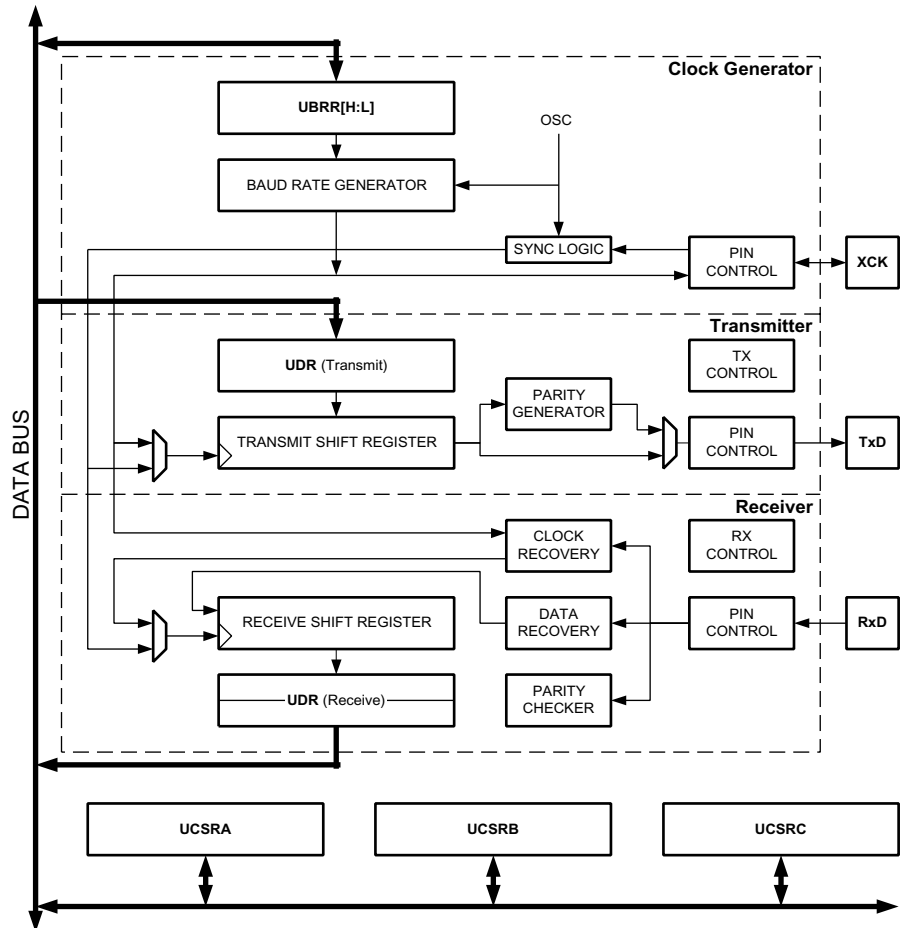 Clock Generator
UBRR[H:L]
OSC
BAUD RATE GENERATOR
SYNC LOGIC
PIN
CONTROL
XCK
Transmitter
UDR (Transmit)
TX
CONTROL
PARITY
GENERATOR
TRANSMIT SHIFT REGISTER
PIN
CONTROL
TxD
DATA BUS
Receiver
CLOCK
RECOVERY
RX
CONTROL
RECEIVE SHIFT REGISTER
DATA
RECOVERY
PIN
CONTROL
RxD
UDR (Receive)
PARITY
CHECKER
UCSRA
UCSRB
UCSRC